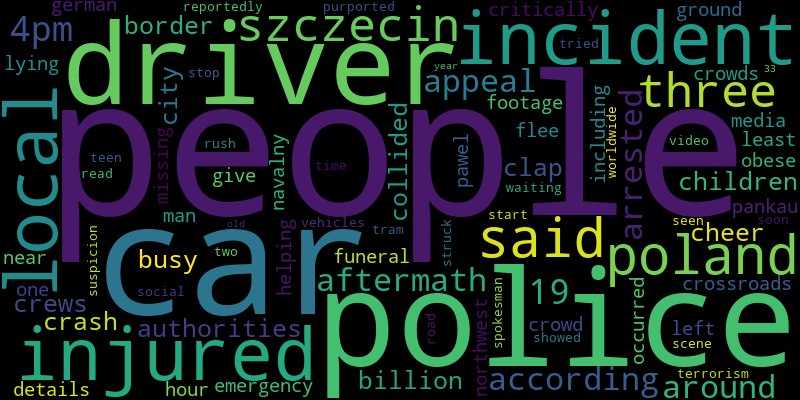 german
reportedly
purported
critically
ground
4pm
border
szczecin
incident
driver
tried
lying
city
stop
appeal
year
crowds
33
three
local
people
footage
including
worldwide
arrested
media
missing
rush
collided
flee
video
least
teen
read
give
navalny
time
pawel
clap
obese
waiting
children
man
old
vehicles
tram
struck
start
seen
pankau
soon
car
helping
said
cheer
near
suspicion
busy
two
funeral
poland
one
social
aftermath
19
crossroads
crews
police
crash
authorities
road
northwest
spokesman
crowd
showed
occurred
left
scene
injured
details
hour
emergency
billion
according
terrorism
around